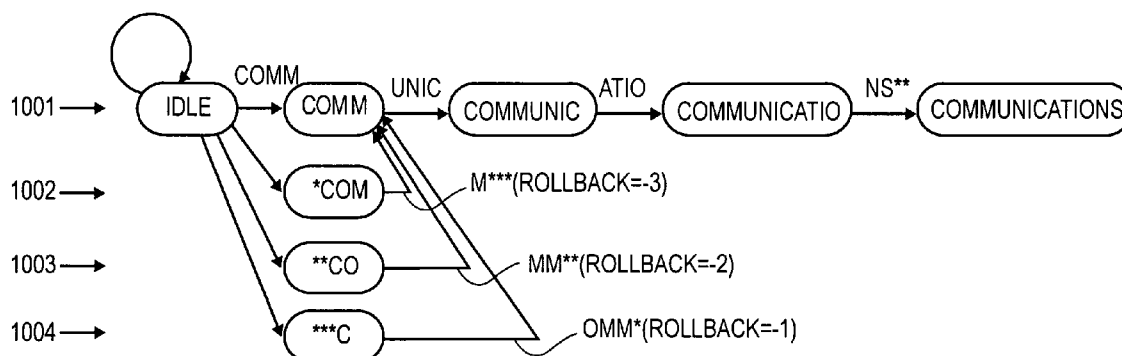 COMM UNIC ATIO NS**
1001 IDLE COMM COMMUNIC COMMUNICATIO COMMUNICATIONS
1002 *COM M***(ROLLBACK=-3)
1003 **CO MM**(ROLLBACK=-2)
1004 ***C OMM*(ROLLBACK=-1)